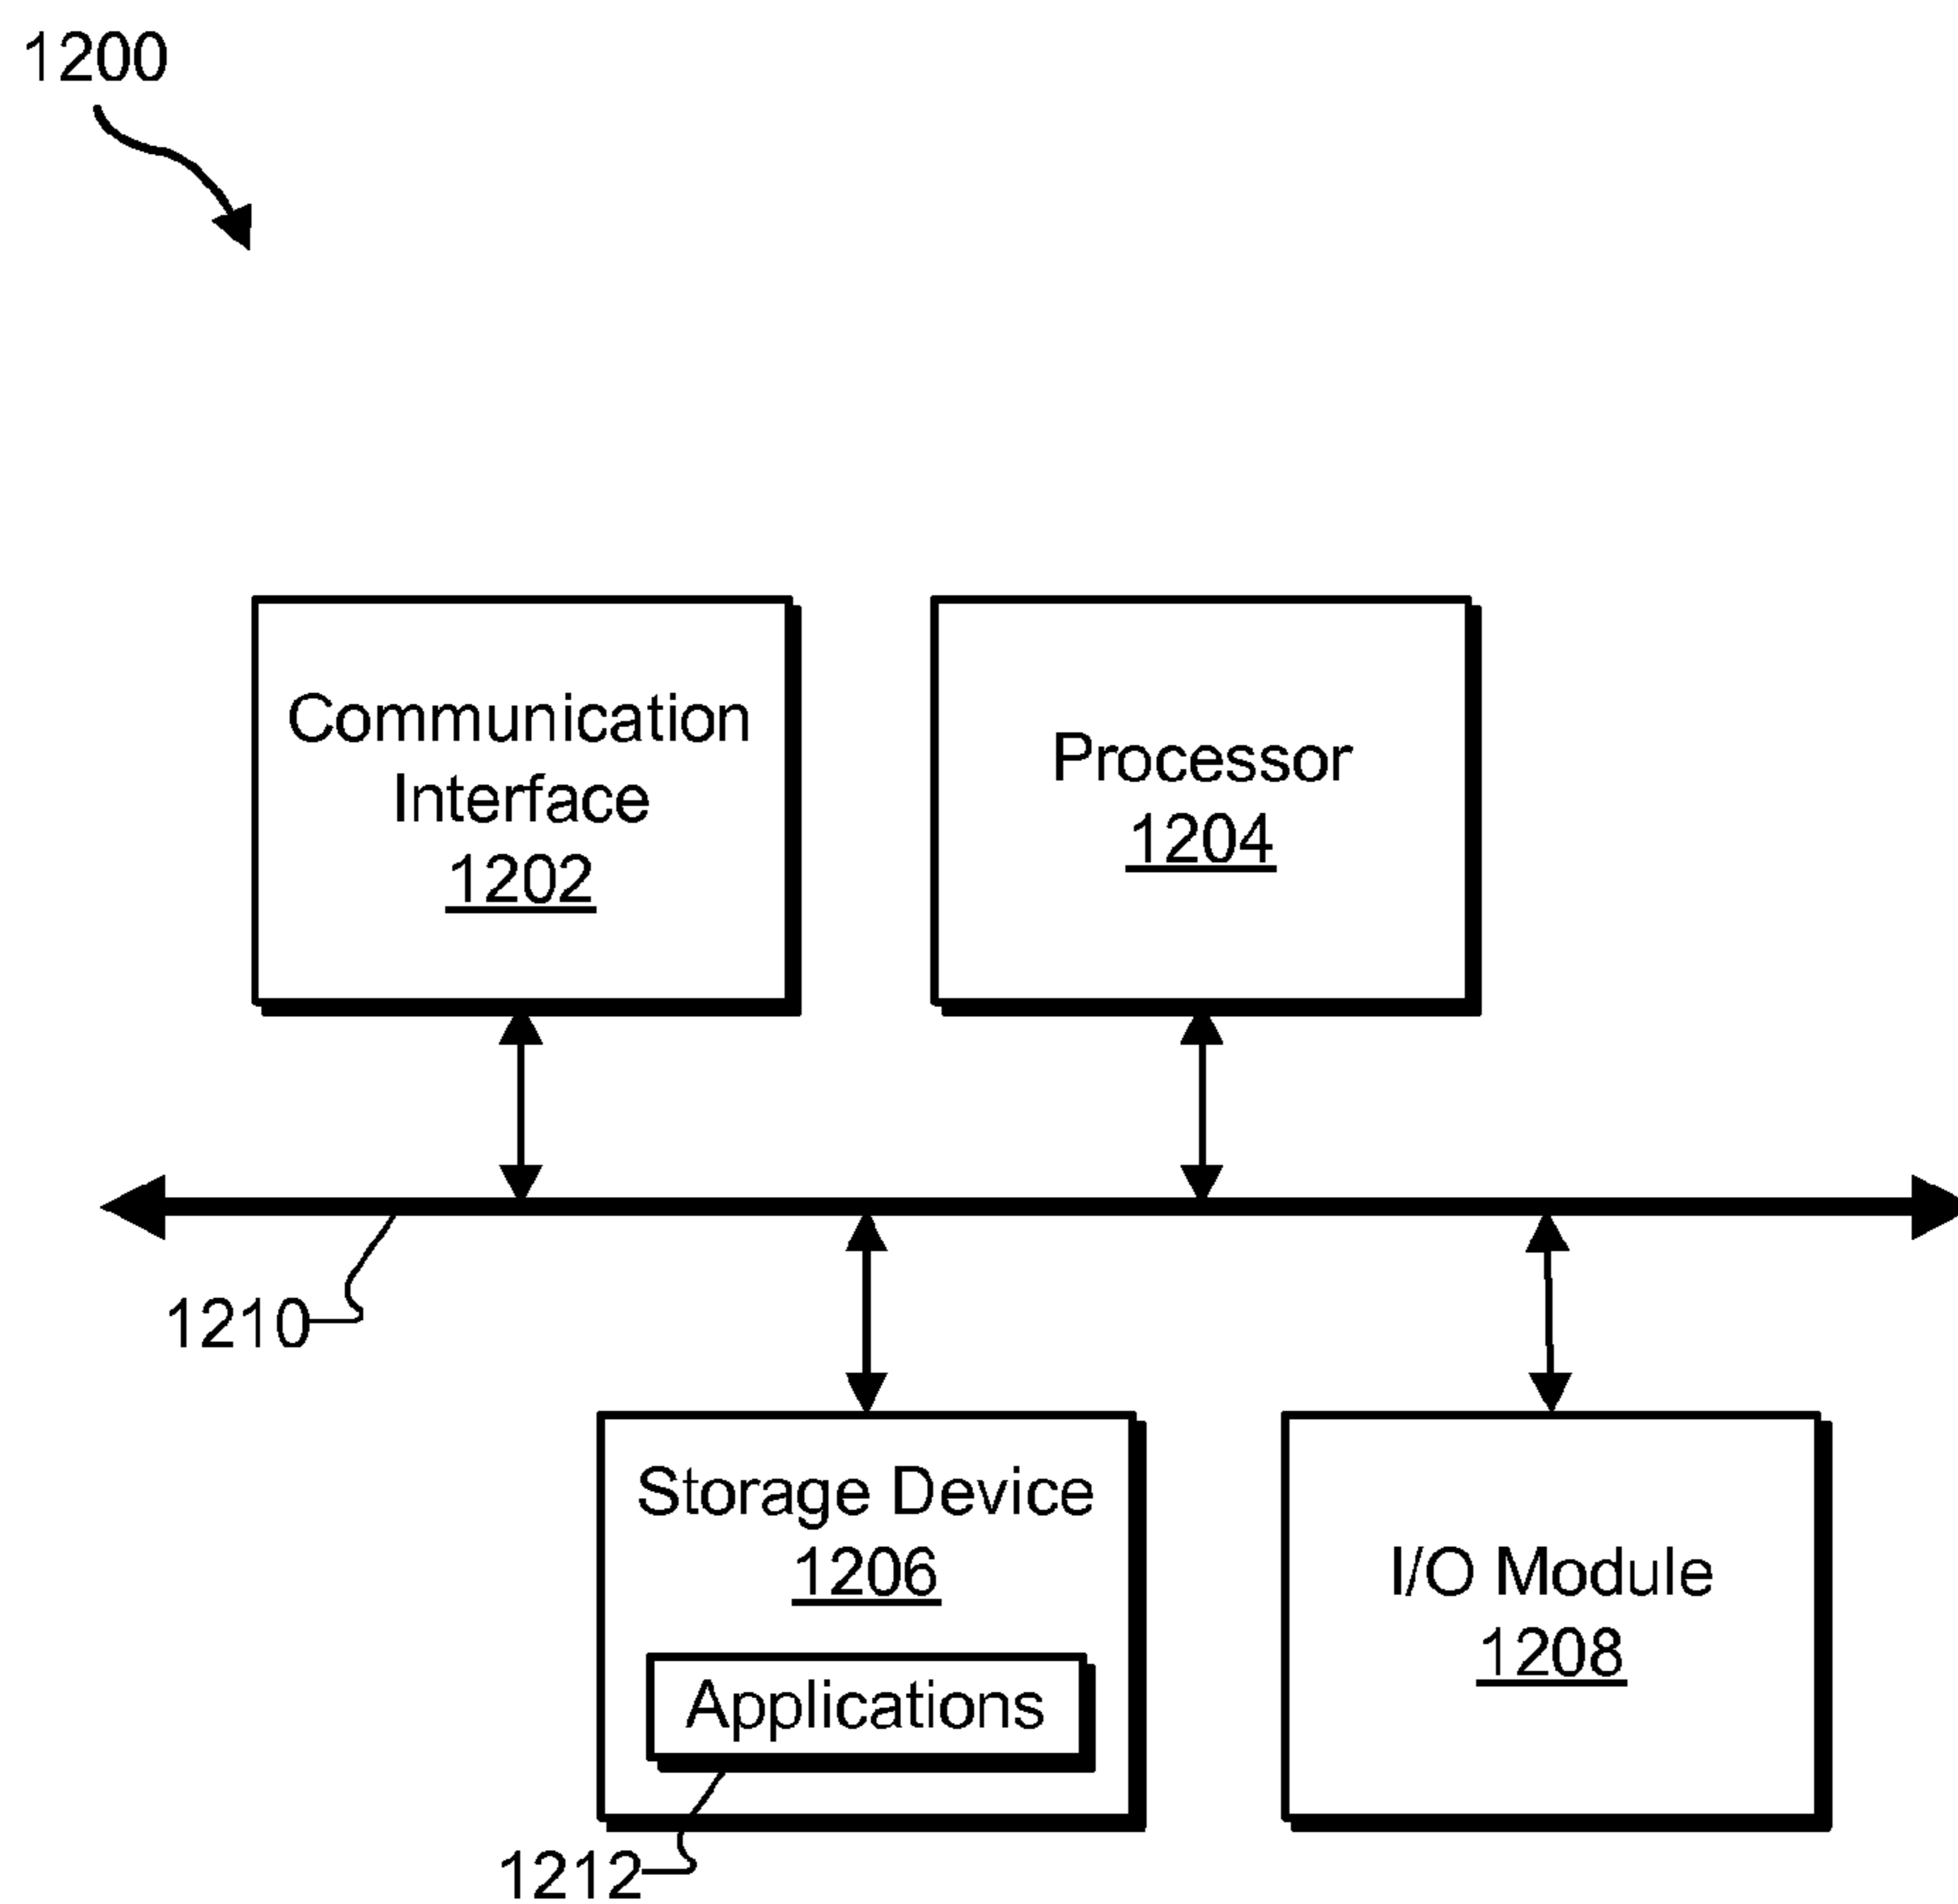 1200
Communication
Interface
1202
Processor
1204
1210
Storage Device
1206
Applications
1212
I/O Module
1208